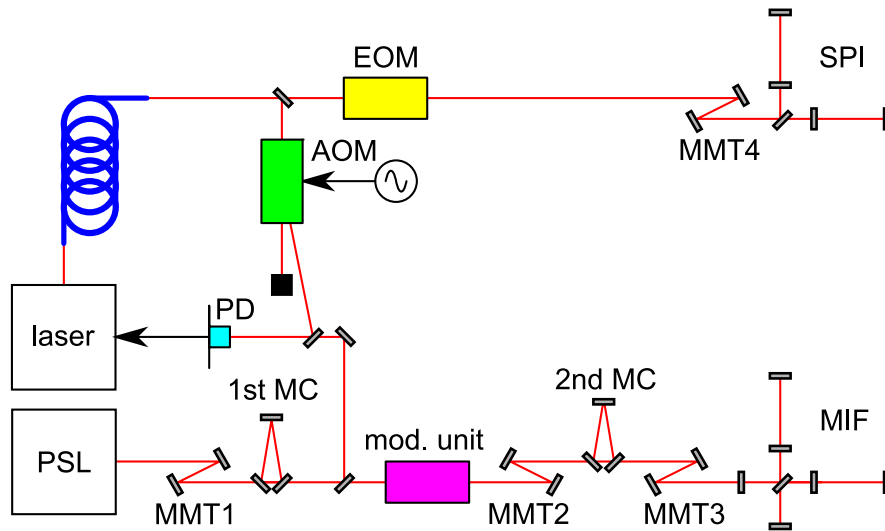 EOM
SPI
AOM
MMT4
PD
laser
1st MC
2nd MC
mod. unit
MIF
PSL
MMT1
MMT2
MMT3